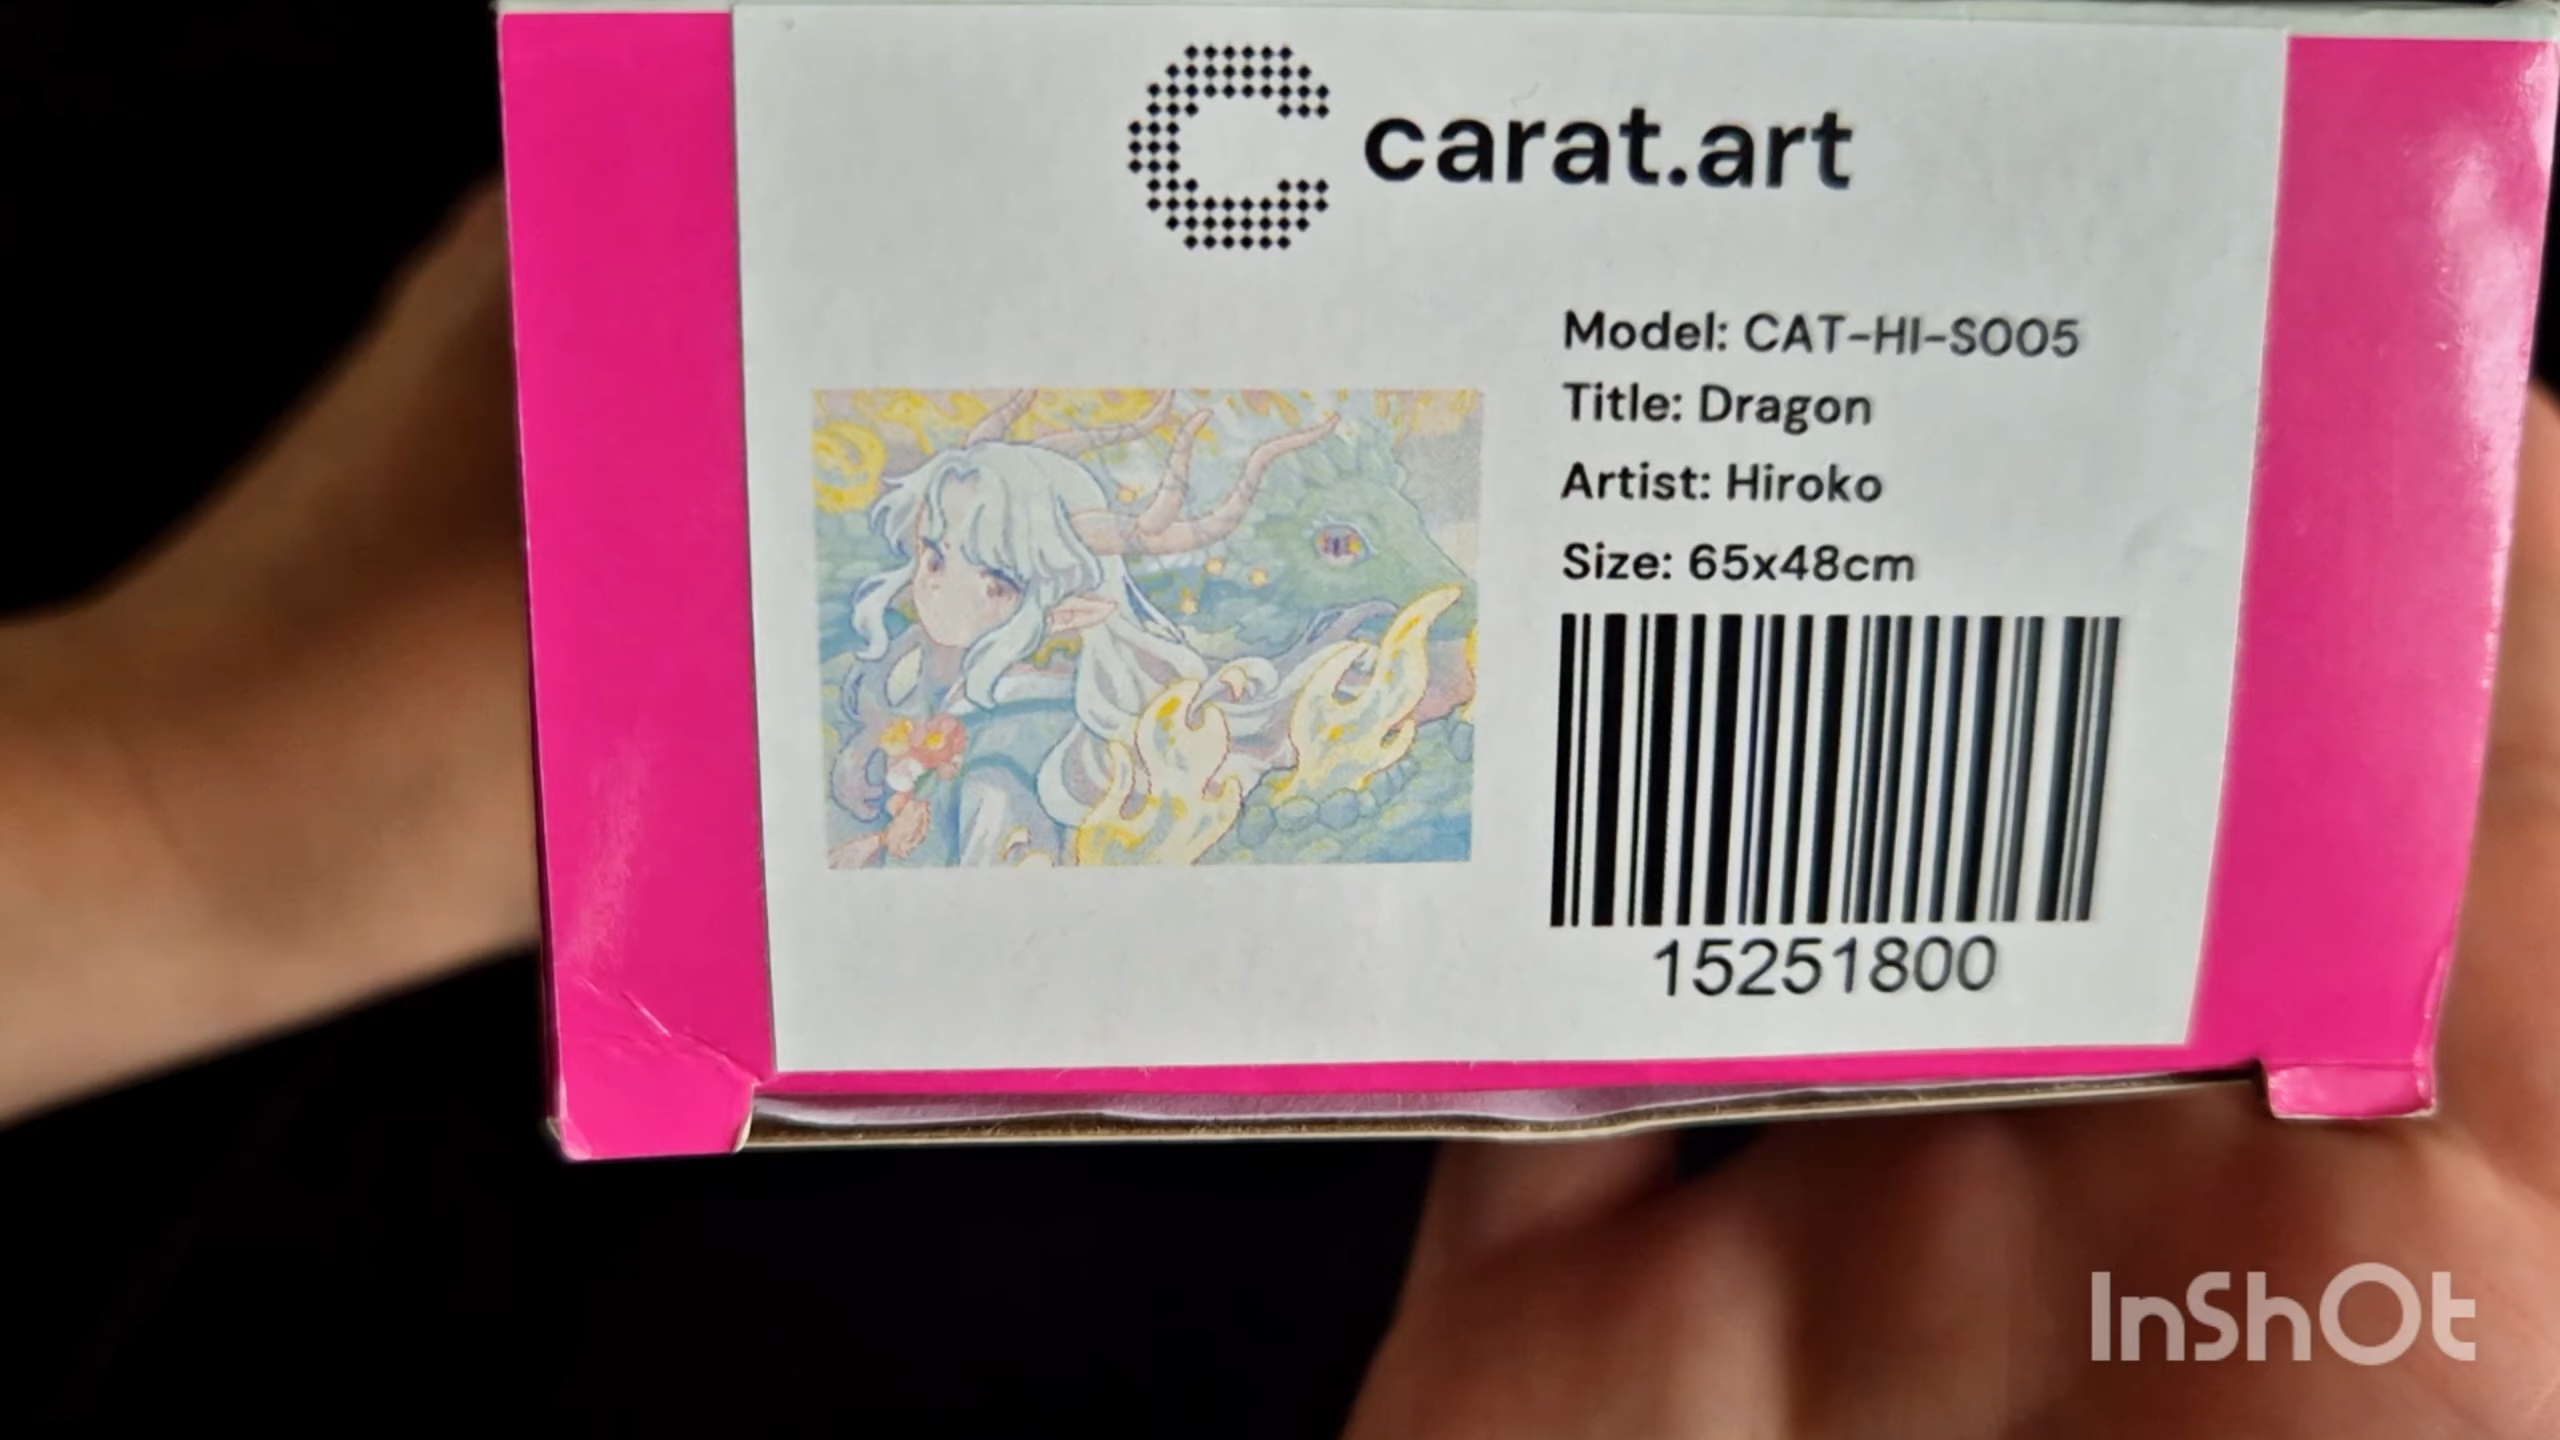 carat.art
Model: CAT-HI-S005
Title: Dragon
Artist: Hiroko
Size: 65x48cm
15251800
InShOt